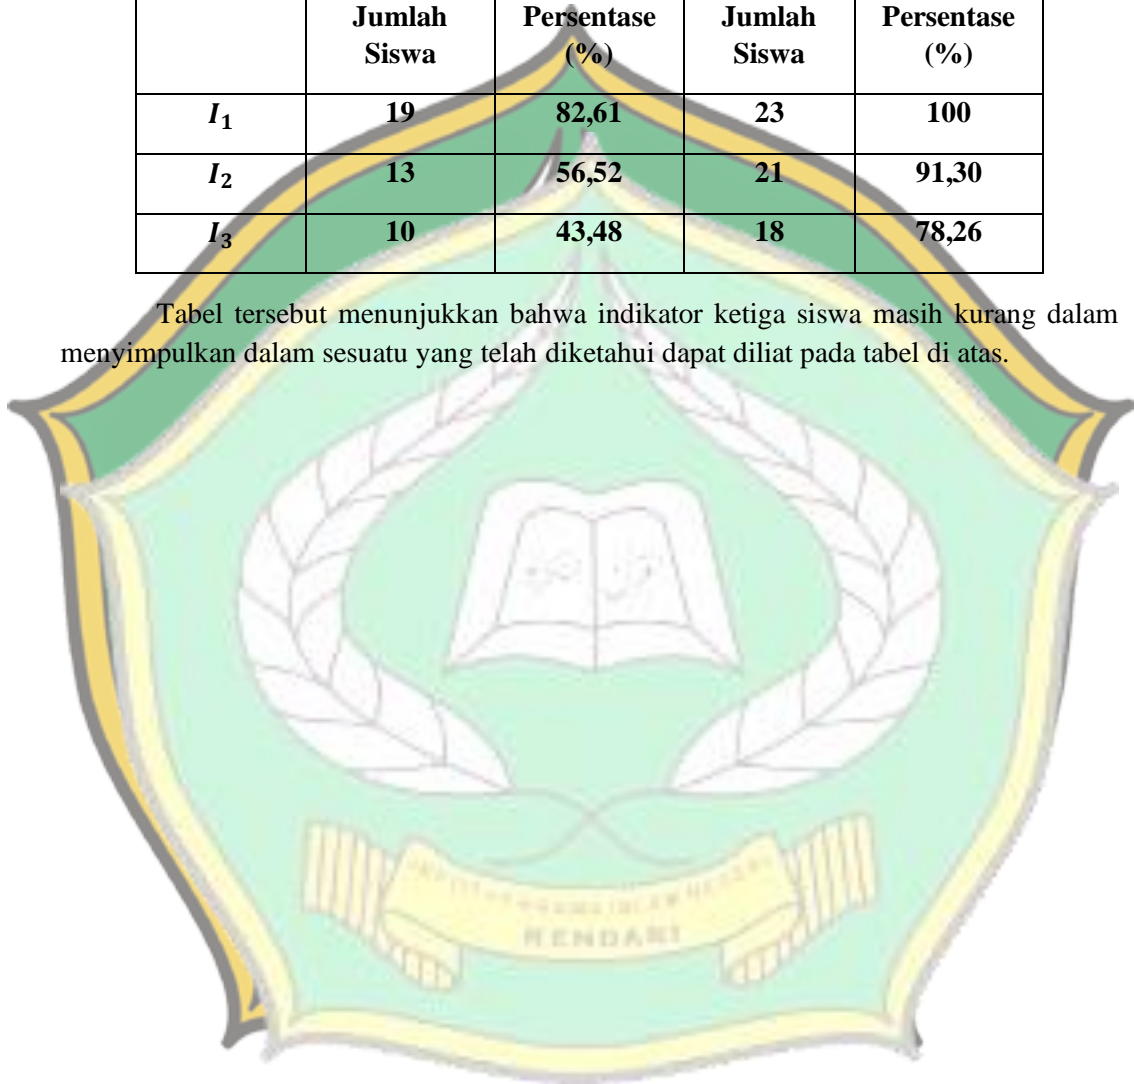 Jumlah Siswa Persentase (%) Jumlah Siswa Persentase (%)
I₁ 19 82,61 23 100
I₂ 13 56,52 21 91,30
I₃ 10 43,48 18 78,26
Tabel tersebut menunjukkan bahwa indikator ketiga siswa masih kurang dalam
menyimpulkan dalam sesuatu yang telah diketahui dapat diliat pada tabel di atas.
KENDARI